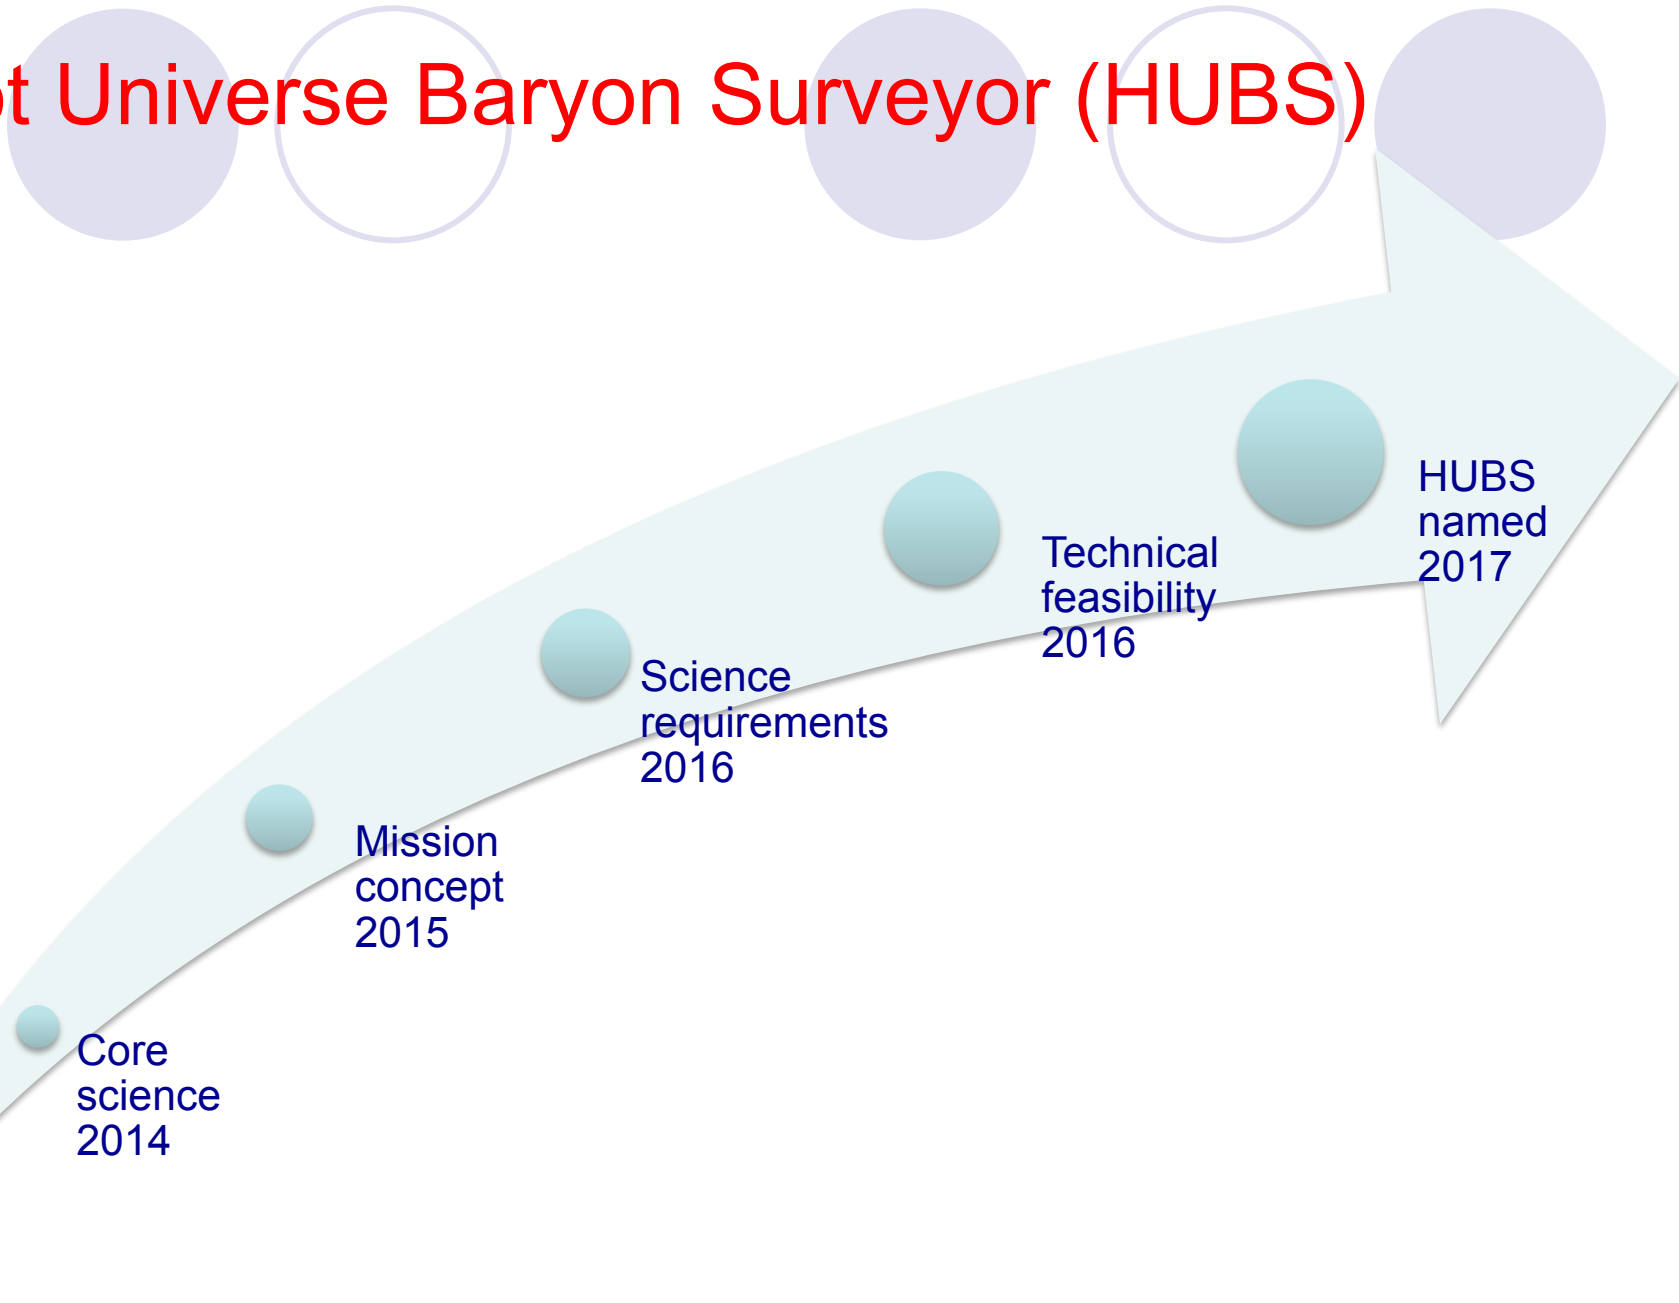 t Universe Baryon Surveyor (HUBS)
HUBS
named
2017
Technical
feasibility
2016
Science
requirements
2016
Mission
concept
2015
Core
science
2014